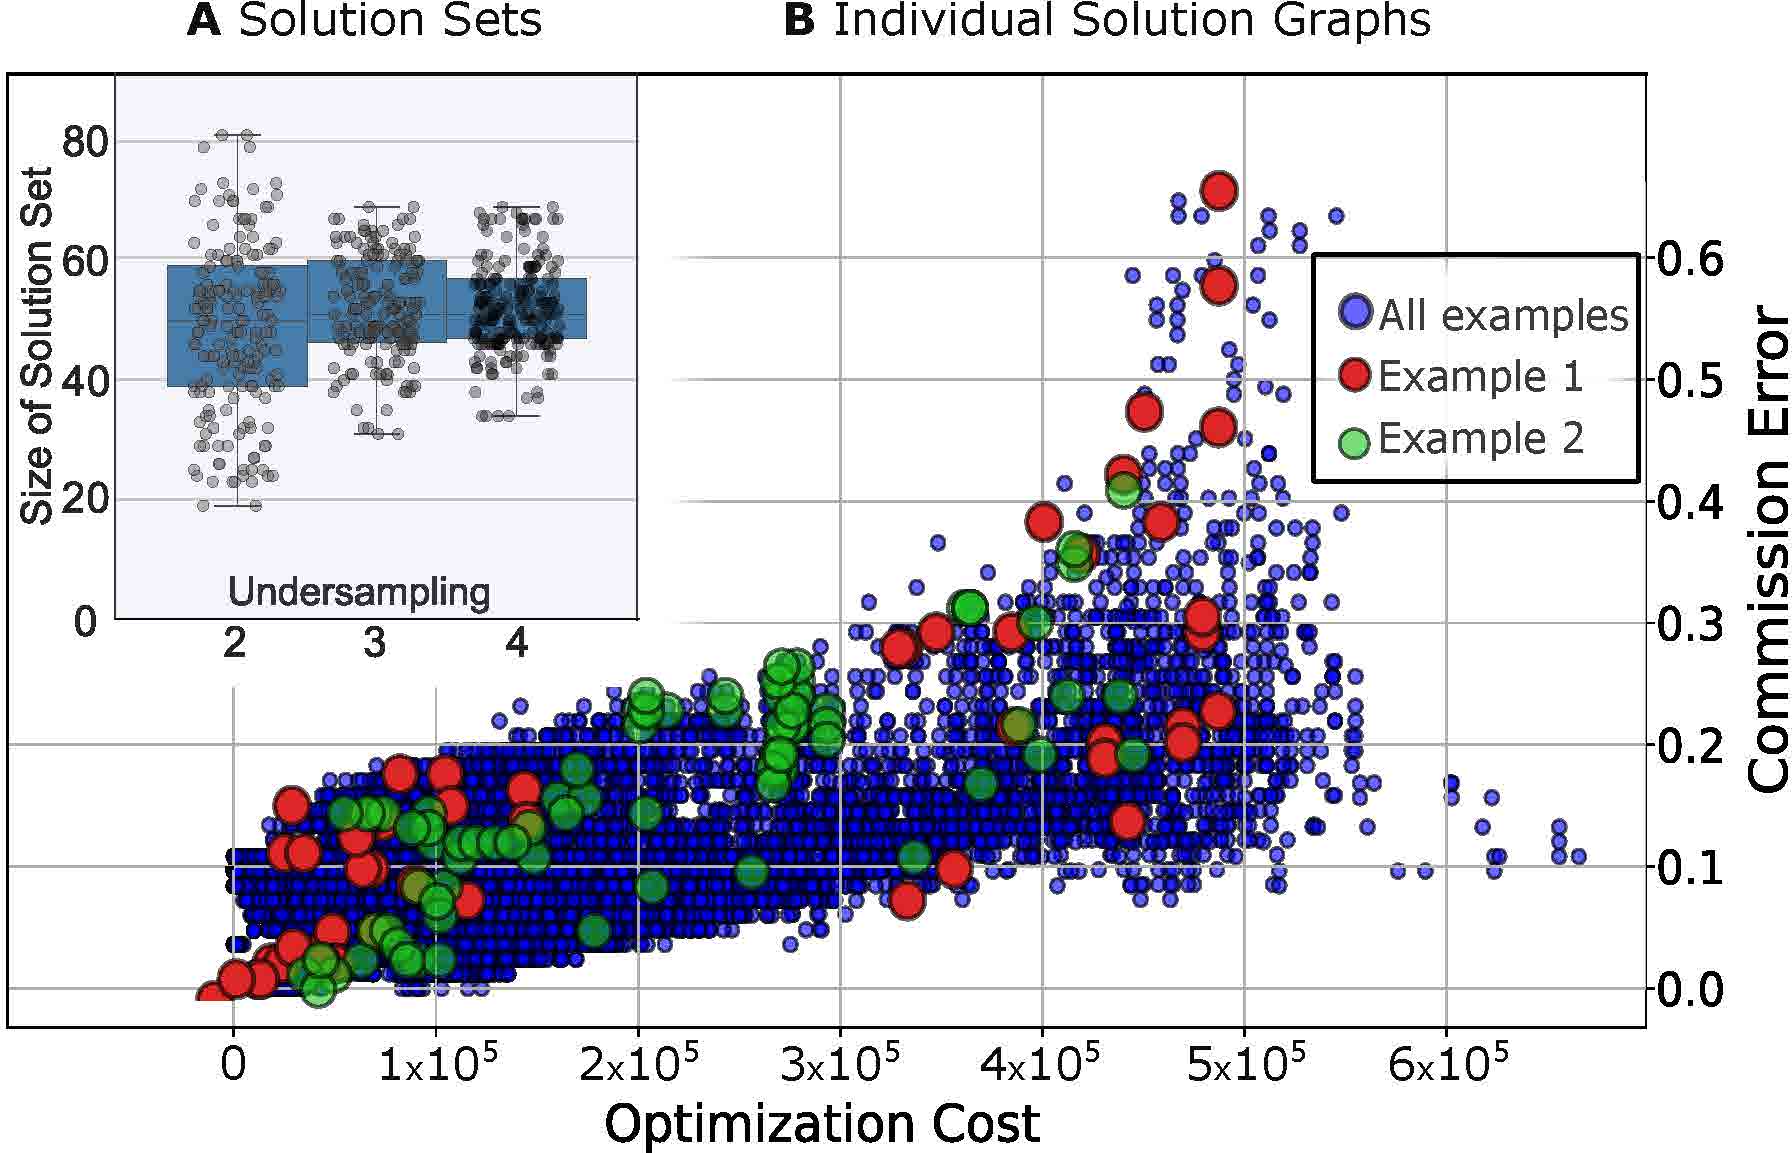 A Solution Sets
B Individual Solution Graphs
Size of Solution Set
80
60
40
20
0
Undersampling
2 3 4
All examples
Example 1
Example 2
0.6
0.5
0.4
0.3
0.2
0.1
0.0
Commission Error
0 1x10⁵ 2x10⁵ 3x10⁵ 4x10⁵ 5x10⁵ 6x10⁵
Optimization Cost